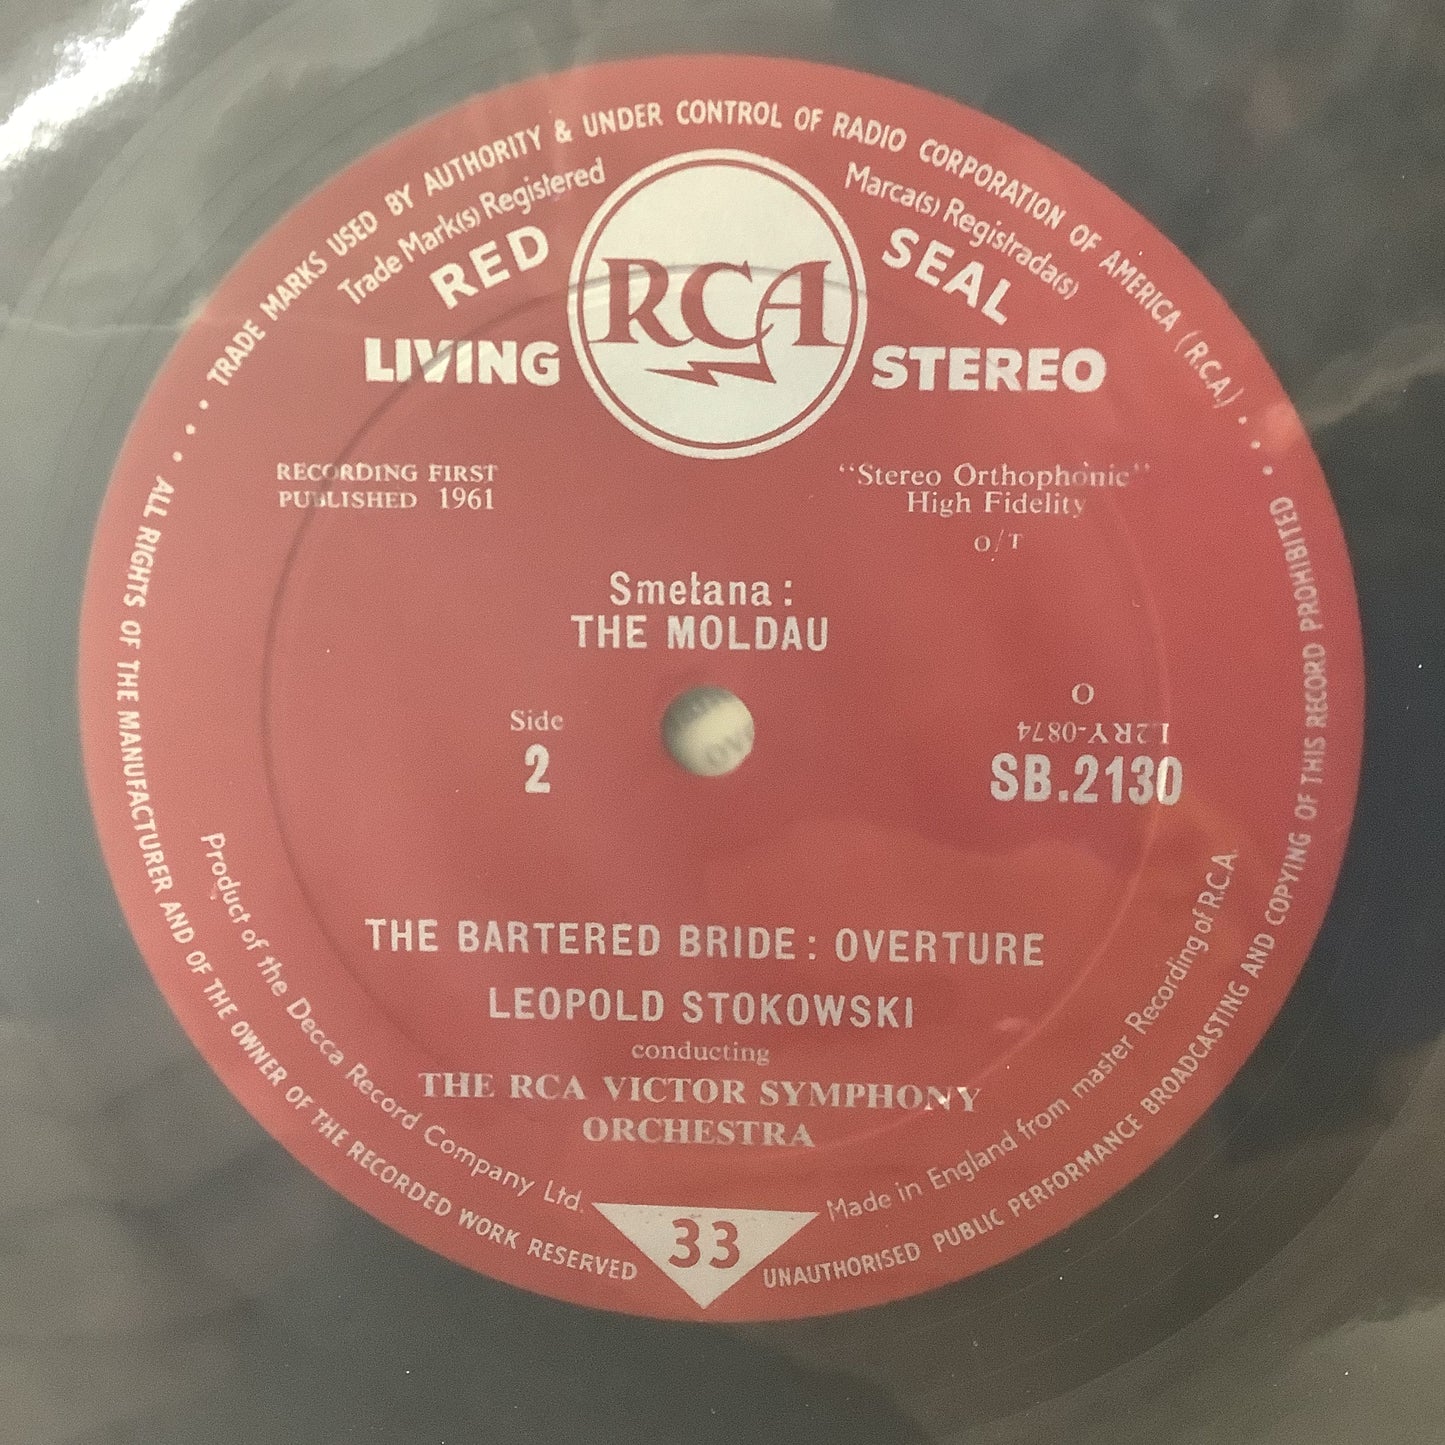 TRADE MARKS USED BY AUTHORITY & UNDER CONTROL OF RADIO CORPORATION OF AMERICA (R.C.A.)
Trade Mark(s) Registered
Marca(s) Registrada(s)
RED SEAL
RCA
LIVING STEREO
RECORDING FIRST
PUBLISHED 1961
"Stereo Orthophonic"
High Fidelity
O/T
Smetana:
THE MOLDAU
Side
2
O
L2RY-0874
SB.2130
THE BARTERED BRIDE: OVERTURE
LEOPOLD STOKOWSKI
conducting
THE RCA VICTOR SYMPHONY
ORCHESTRA
Product of the Decca Record Company Ltd.
Made in England from master Recording of R.C.A.
33
ALL RIGHTS OF THE MANUFACTURER AND OF THE OWNER OF THE RECORDED WORK RESERVED
UNAUTHORISED PUBLIC PERFORMANCE BROADCASTING AND COPYING OF THIS RECORD PROHIBITED